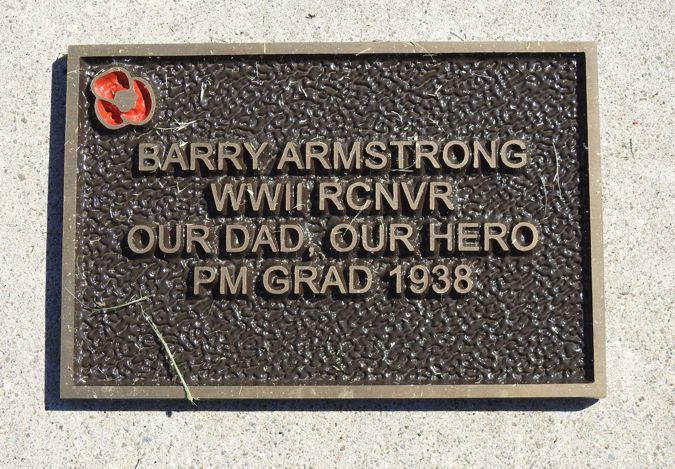 BARRY ARMSTRONG
WWII RCNVR
OUR DAD, OUR HERO
PM GRAD 1938